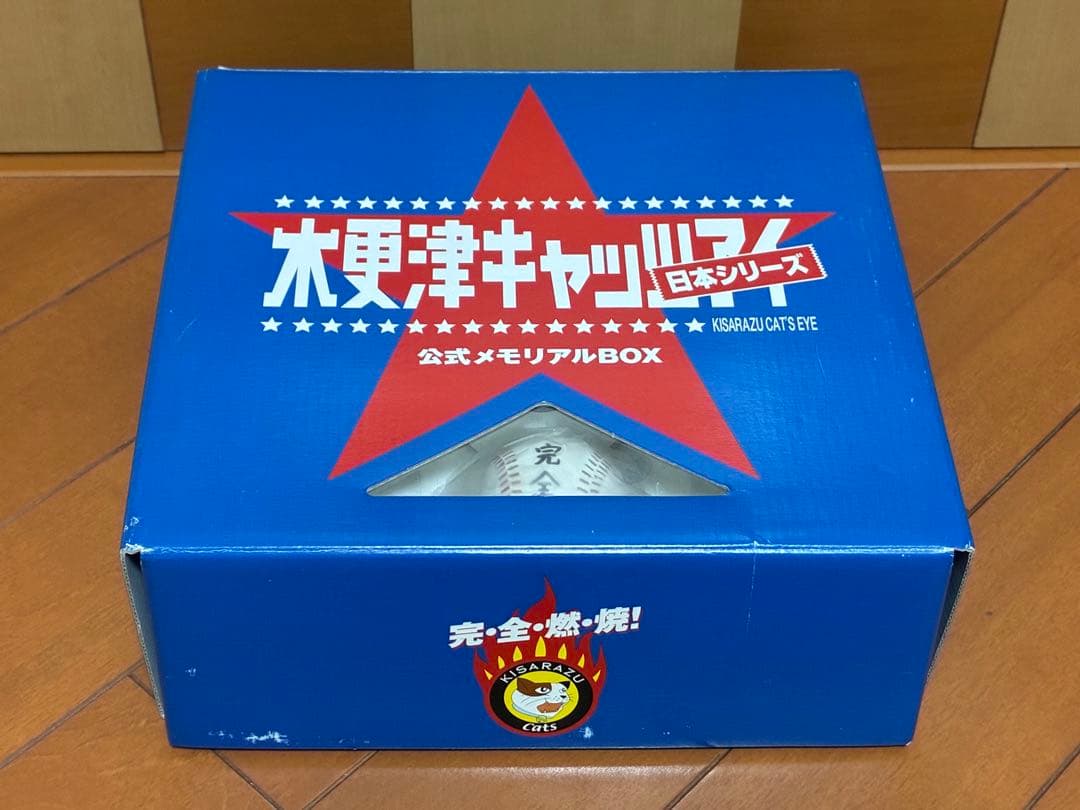 木更津キャッツアイ
日本シリーズ
KISARAZU CAT'S EYE
公式メモリアルBOX
完全
完・全・燃・焼!
KISARAZU
Cats